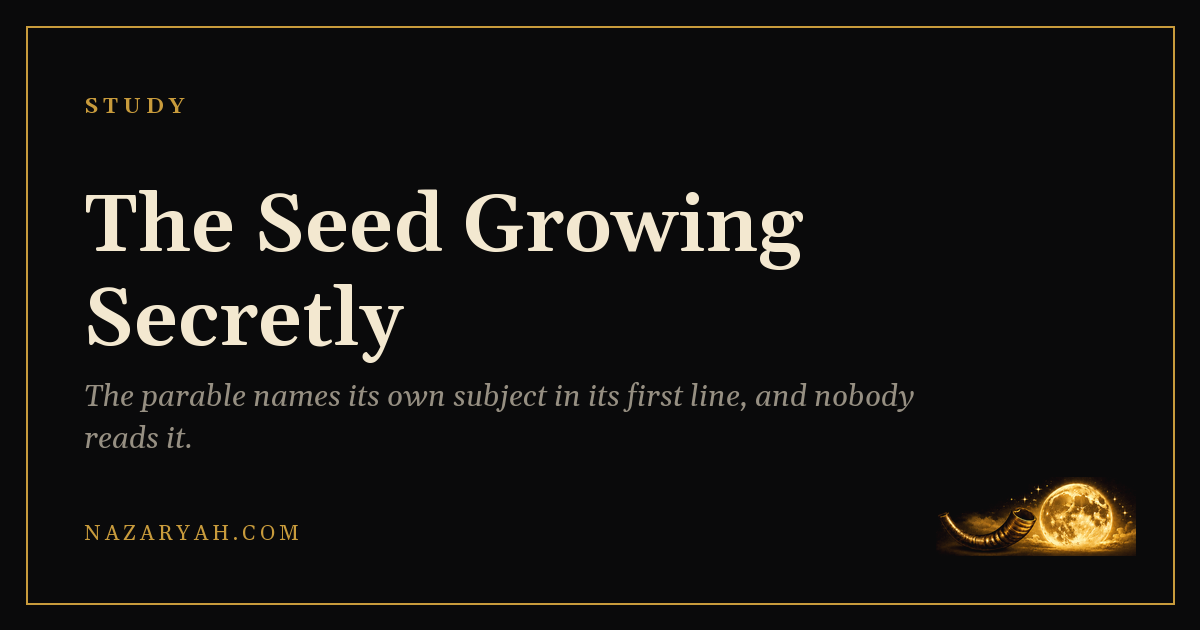 STUDY
The Seed Growing
Secretly
The parable names its own subject in its first line, and nobody
reads it.
NAZARYAH.COM